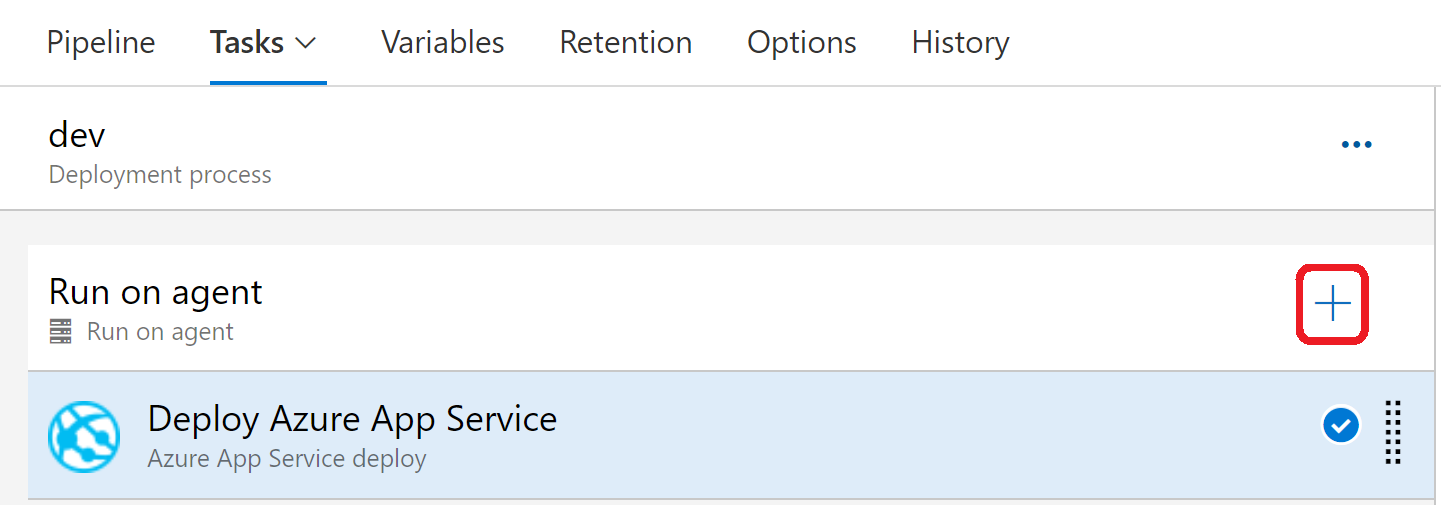 Pipeline Tasks Variables Retention Options History
dev
Deployment process
Run on agent
Run on agent
Deploy Azure App Service
Azure App Service deploy